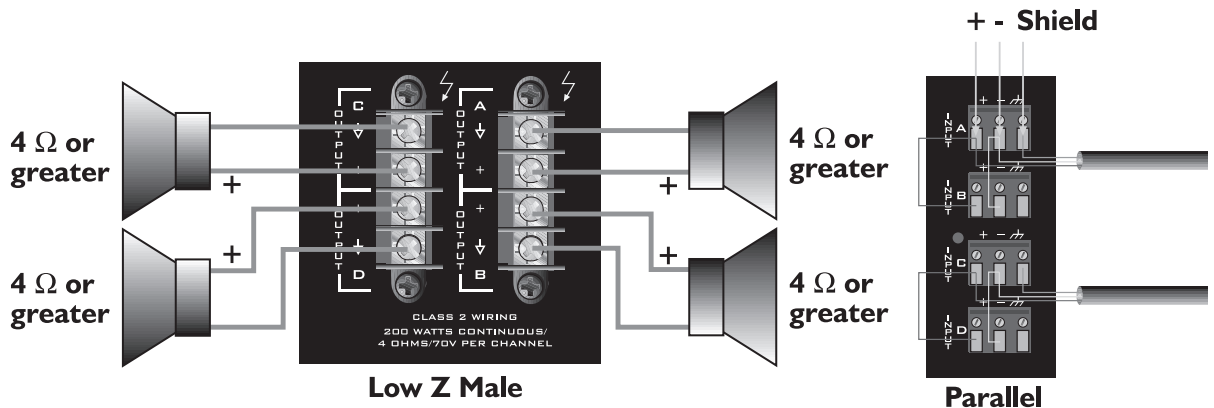 + - Shield
4 Ω or
greater
+
4 Ω or
greater
+
C
OUTPUT
+
+
OUTPUT
D
A
OUTPUT
+
+
OUTPUT
B
CLASS 2 WIRING
200 WATTS CONTINUOUS/
4 OHMS/70V PER CHANNEL
Low Z Male
+
4 Ω or
greater
+
4 Ω or
greater
+ -
INPUT A
+ -
INPUT B
+ -
INPUT C
+ -
INPUT D
Parallel